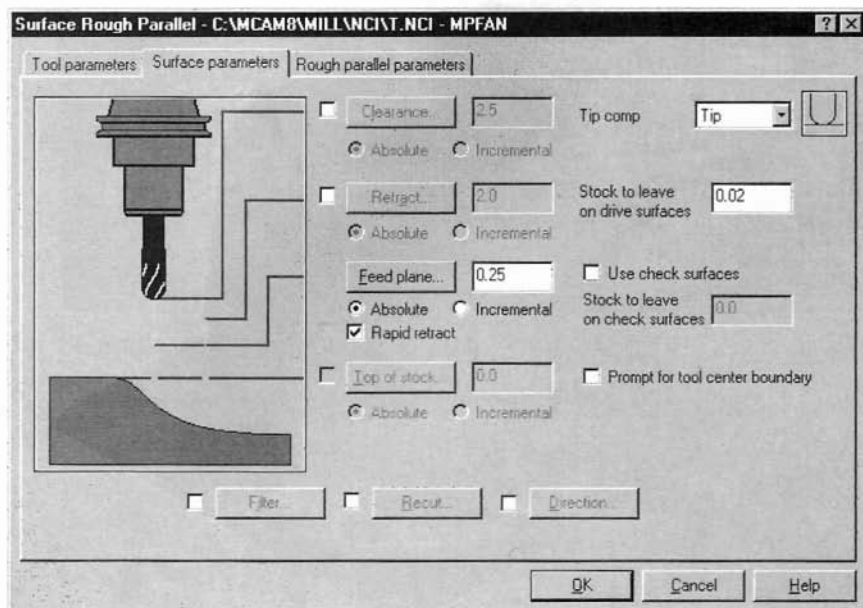 Surface Rough Parallel - C:\MCAM8\MILL\NCI\T.NCI - MPFAN
Tool parameters Surface parameters Rough parallel parameters
Clearance... 2.5 Tip comp Tip
Absolute Incremental
Retract... 2.0 Stock to leave on drive surfaces 0.02
Absolute Incremental
Feed plane... 0.25 Use check surfaces
Absolute Incremental Stock to leave on check surfaces 0.0
Rapid retract
Top of stock... 0.0 Prompt for tool center boundary
Absolute Incremental
Filter... Recut... Direction...
OK Cancel Help